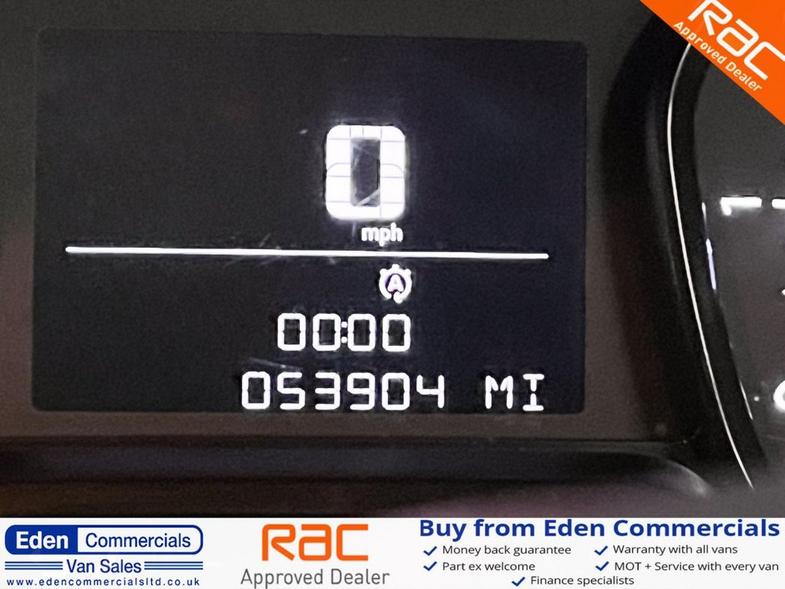 RAC
Approved Dealer
0
mph
A
00:00
053904 MI
Eden Commercials
Van Sales
www.edencommercialsltd.co.uk
RAC
Approved Dealer
Buy from Eden Commercials
Money back guarantee
Warranty with all vans
Part ex welcome
MOT + Service with every van
Finance specialists